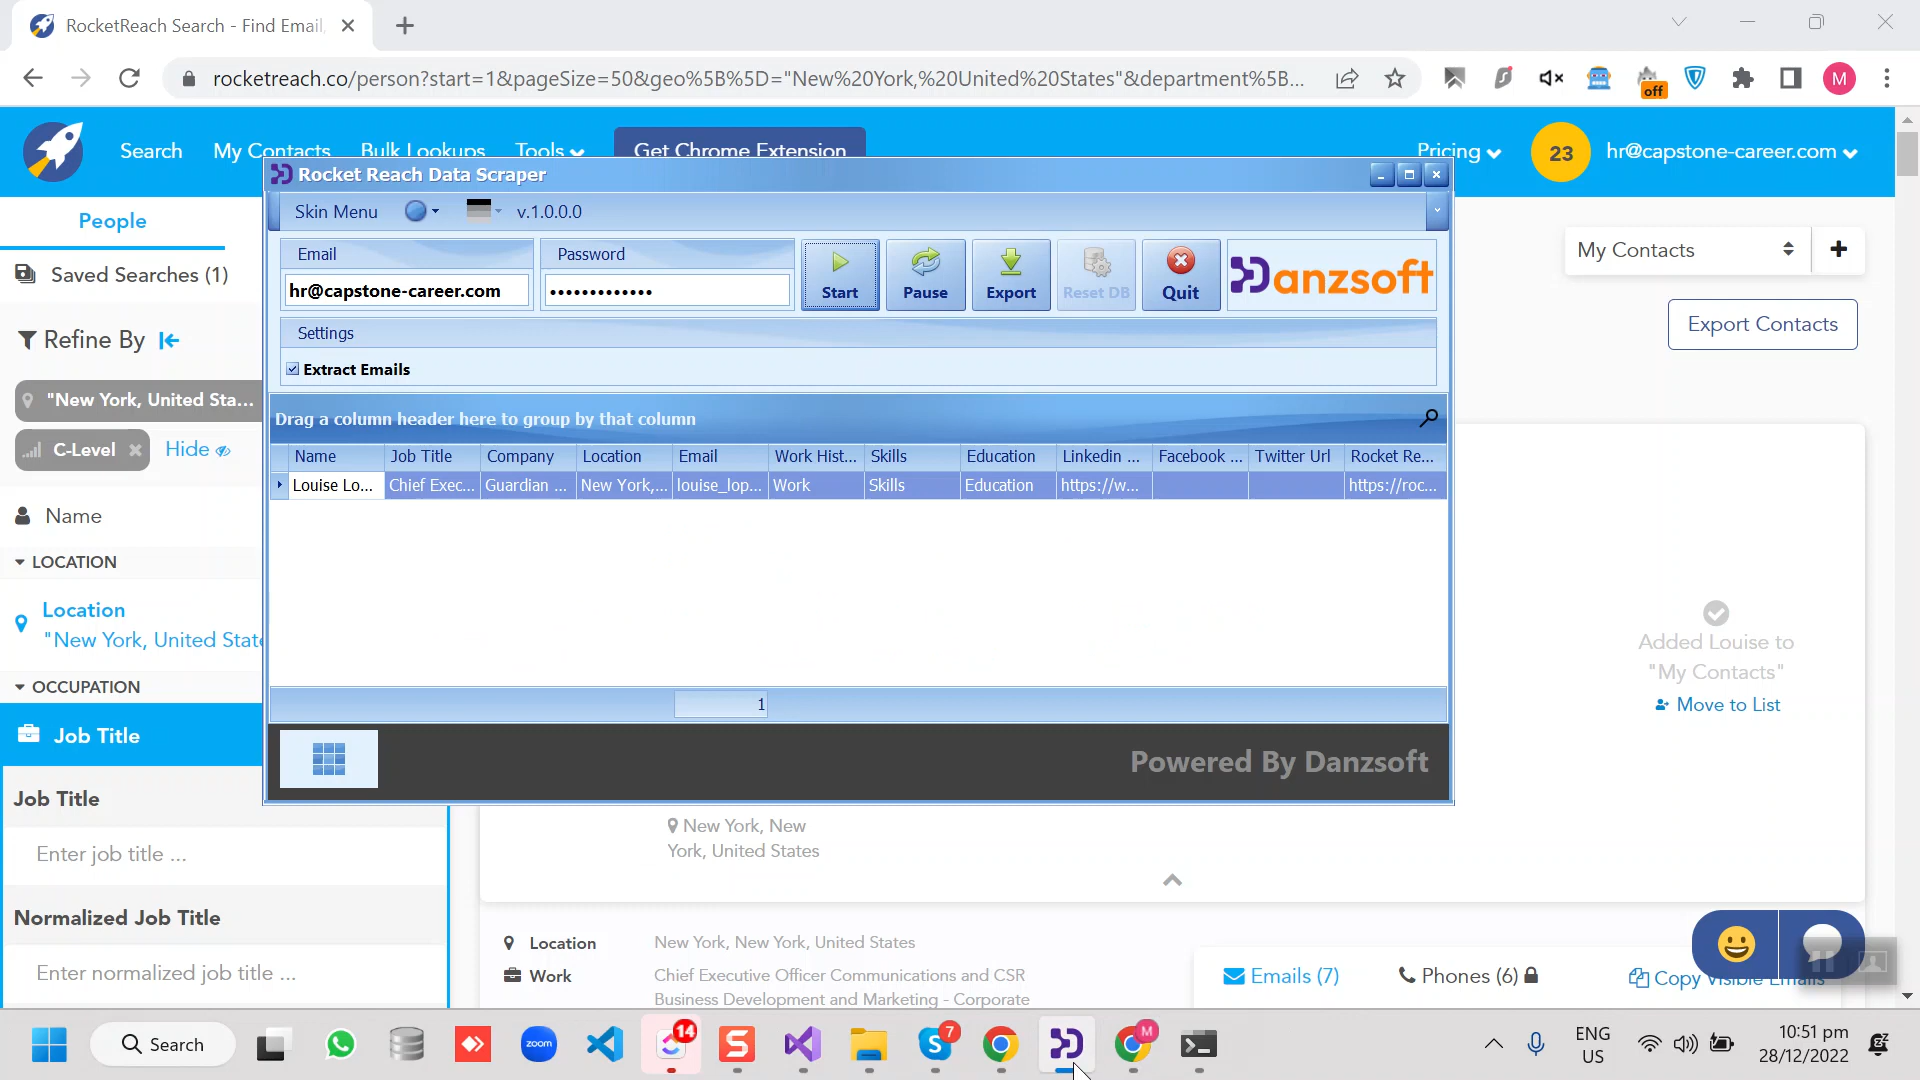 RocketReach Search - Find Email,
rocketreach.co/person?start=1&pageSize=50&geo%5B%5D="New%20York,%20United%20States"&department%5B...
off
M
Search
My Contacts
Bulk Lookups
Tools
Get Chrome Extension
Pricing
23
hr@capstone-career.com
People
Saved Searches (1)
Refine By
"New York, United Sta...
C-Level
Hide
Name
LOCATION
Location
"New York, United State
OCCUPATION
Job Title
Job Title
Enter job title ...
Normalized Job Title
Enter normalized job title ...
Rocket Reach Data Scraper
Skin Menu
v.1.0.0.0
Email
Password
hr@capstone-career.com
•••••••••••••
Start
Pause
Export
Reset DB
Quit
Danzsoft
Settings
Extract Emails
Drag a column header here to group by that column
Name Job Title Company Location Email Work Hist... Skills Education Linkedin ... Facebook ... Twitter Url Rocket Re...
Louise Lo... Chief Exec... Guardian ... New York,... louise_lop... Work Skills Education https://w... https://roc...
1
Powered By Danzsoft
My Contacts
Export Contacts
Added Louise to
"My Contacts"
Move to List
New York, New
York, United States
Location
New York, New York, United States
Work
Chief Executive Officer Communications and CSR
Business Development and Marketing - Corporate
Emails (7)
Phones (6)
Copy Visible Emails
Search
zoom
14
S
S
7
M
ENG
US
10:51 pm
28/12/2022